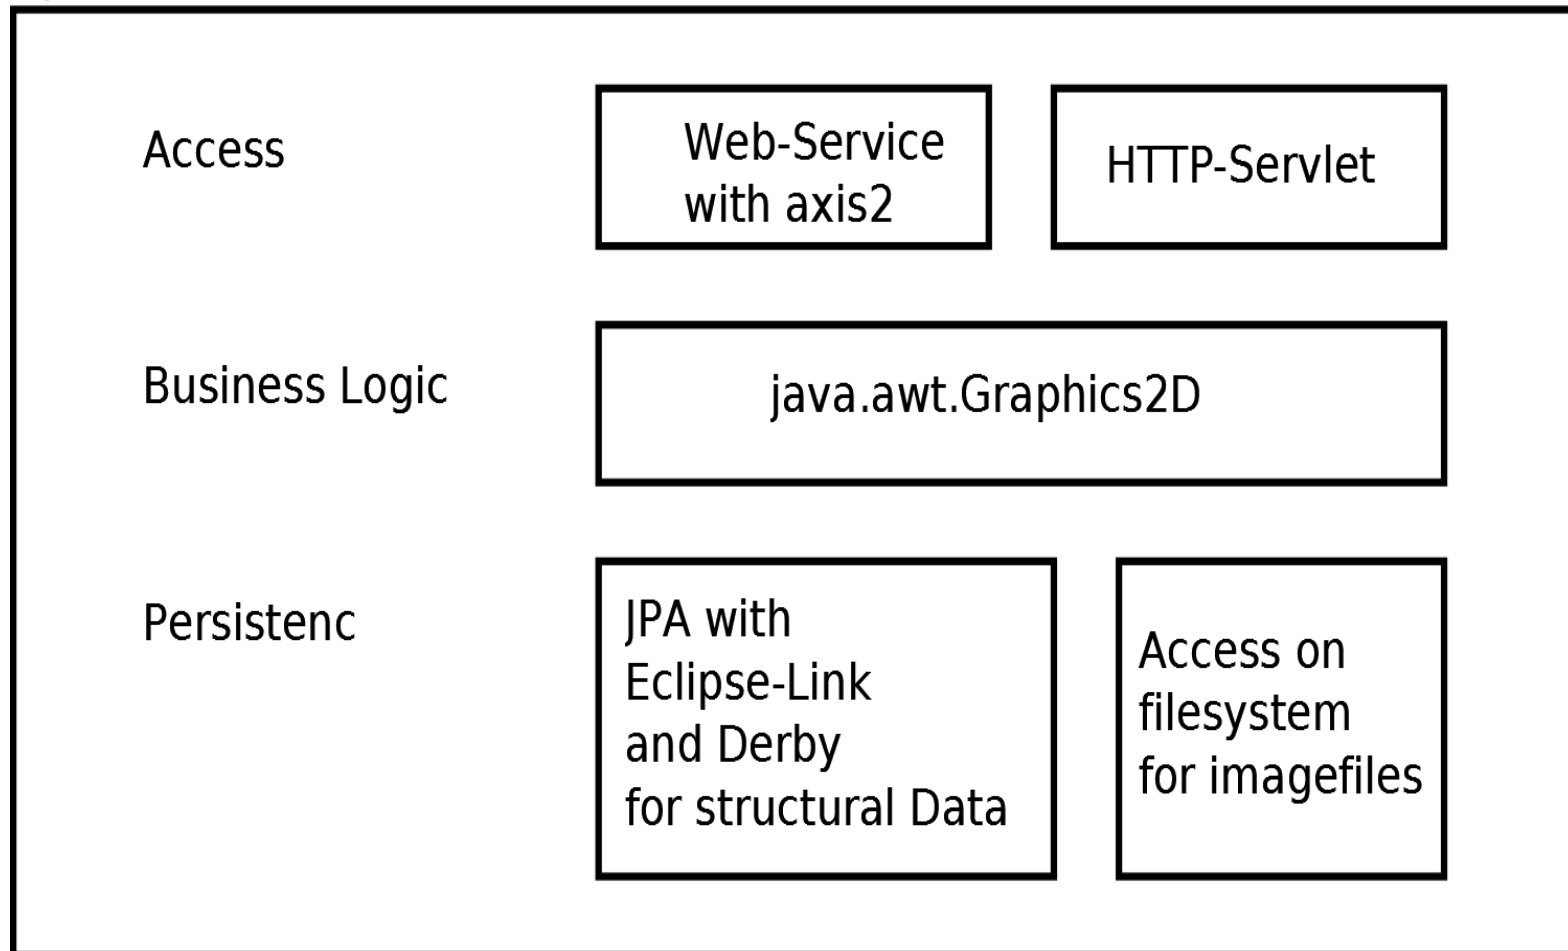 Access
Web-Service
with axis2
HTTP-Servlet
Business Logic
java.awt.Graphics2D
Persistenc
JPA with
Eclipse-Link
and Derby
for structural Data
Access on
filesystem
for imagefiles